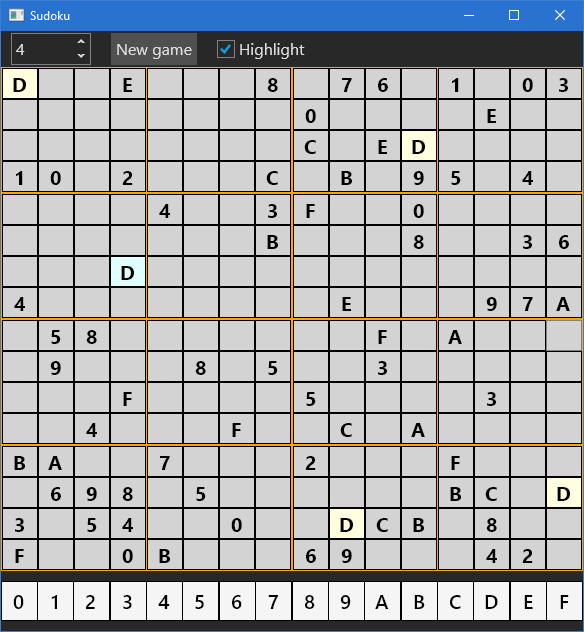 Sudoku
4 New game Highlight
D E 8 7 6 1 0 3
0 E
C E D
1 0 2 C B 9 5 4
4 3 F 0
B 8 3 6
D
4 E 9 7 A
5 8 F A
9 8 5 3
F 5 3
4 F C A
B A 7 2 F
6 9 8 5 B C D
3 5 4 0 D C B 8
F 0 B 6 9 4 2
0 1 2 3 4 5 6 7 8 9 A B C D E F